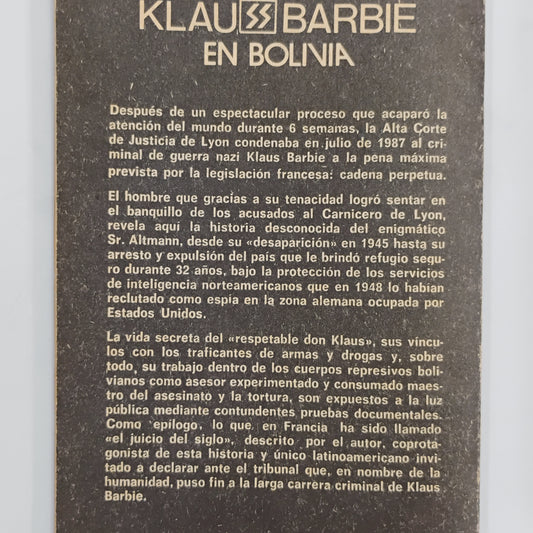 KLAUSS BARBIE
EN BOLIVIA
Después de un espectacular proceso que acaparó la
atención del mundo durante 6 semanas, la Alta Corte
de Justicia de Lyon condenaba en julio de 1987 al cri-
minal de guerra nazi Klaus Barbie a la pena máxima
prevista por la legislación francesa: cadena perpetua.
El hombre que gracias a su tenacidad logró sentar en
el banquillo de los acusados al Carnicero de Lyon,
revela aquí la historia desconocida del enigmático
Sr. Altmann, desde su «desaparición» en 1945 hasta su
arresto y expulsión del país que le brindó refugio segu-
ro durante 32 años, bajo la protección de los servicios
de inteligencia norteamericanos que en 1948 lo habían
reclutado como espía en la zona alemana ocupada por
Estados Unidos.
La vida secreta del «respetable don Klaus», sus víncu-
los con los traficantes de armas y drogas y, sobre
todo, su trabajo dentro de los cuerpos represivos boli-
vianos como asesor experimentado y consumado maes-
tro del asesinato y la tortura, son expuestos a la luz
pública mediante contundentes pruebas documentales.
Como epílogo, lo que en Francia ha sido llamado
«el juicio del siglo», descrito por el autor, coprota-
gonista de esta historia y único latinoamericano invi-
tado a declarar ante el tribunal que, en nombre de la
humanidad, puso fin a la larga carrera criminal de Klaus
Barbie.